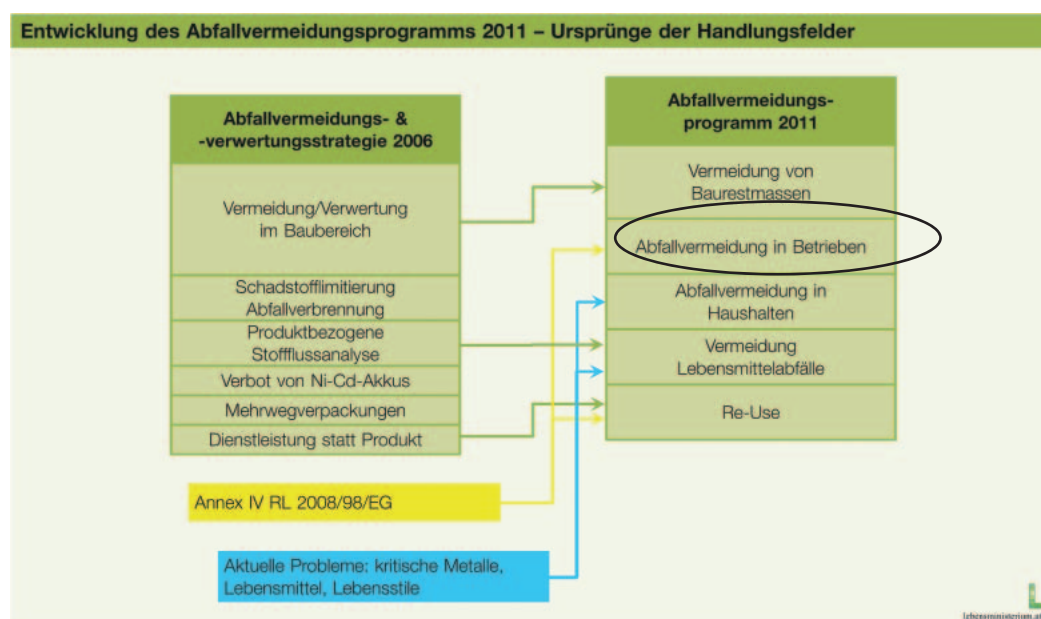 Entwicklung des Abfallvermeidungsprogramms 2011 – Ursprünge der Handlungsfelder
Abfallvermeidungs- &
-verwertungsstrategie 2006
Vermeidung/Verwertung
im Baubereich
Schadstofflimitierung
Abfallverbrennung
Produktbezogene
Stoffflussanalyse
Verbot von Ni-Cd-Akkus
Mehrwegverpackungen
Dienstleistung statt Produkt
Annex IV RL 2008/98/EG
Aktuelle Probleme: kritische Metalle,
Lebensmittel, Lebensstile
Abfallvermeidungs-
programm 2011
Vermeidung von
Baurestmassen
Abfallvermeidung in Betrieben
Abfallvermeidung in
Haushalten
Vermeidung
Lebensmittelabfälle
Re-Use
lebensministerium.at